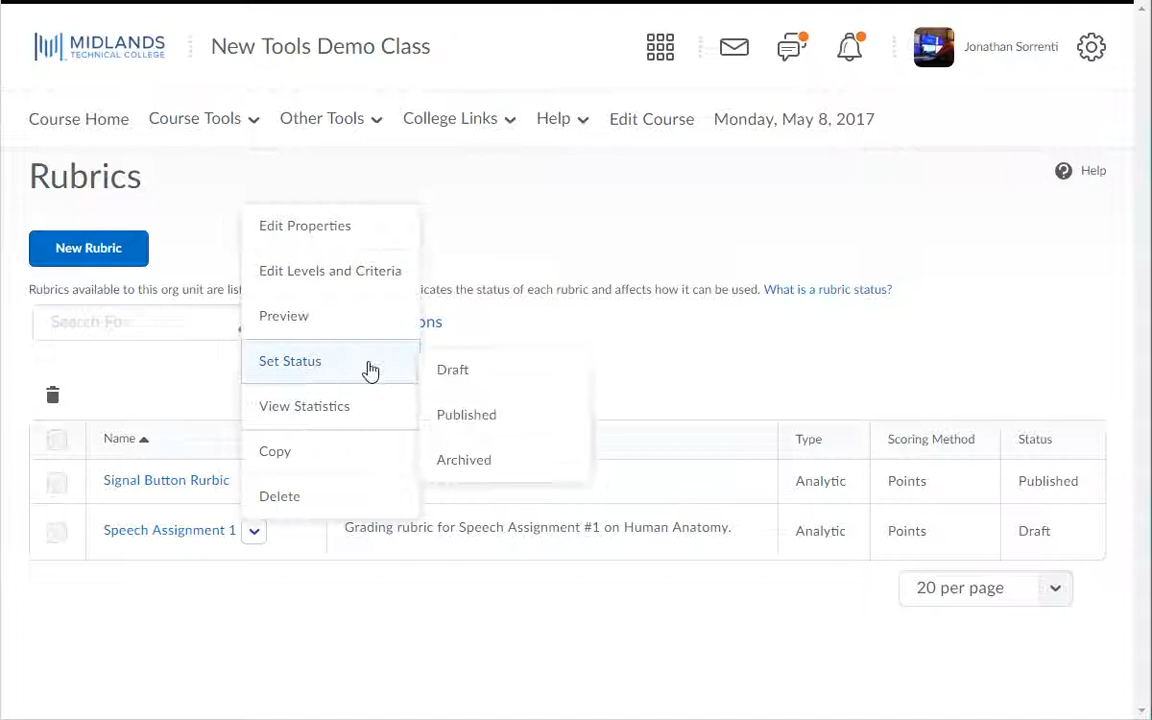 MIDLANDS
TECHNICAL COLLEGE
New Tools Demo Class
Jonathan Sorrenti
Course Home
Course Tools
Other Tools
College Links
Help
Edit Course
Monday, May 8, 2017
Rubrics
Help
New Rubric
Edit Properties
Edit Levels and Criteria
Preview
Set Status
View Statistics
Copy
Delete
Draft
Published
Archived
Rubrics available to this org unit are
the status of each rubric and affects how it can be used. What is a rubric status?
Search
Name
Type
Scoring Method
Status
Signal Button Rurbic
Analytic
Points
Published
Speech Assignment 1
Grading rubric for Speech Assignment #1 on Human Anatomy.
Analytic
Points
Draft
20 per page